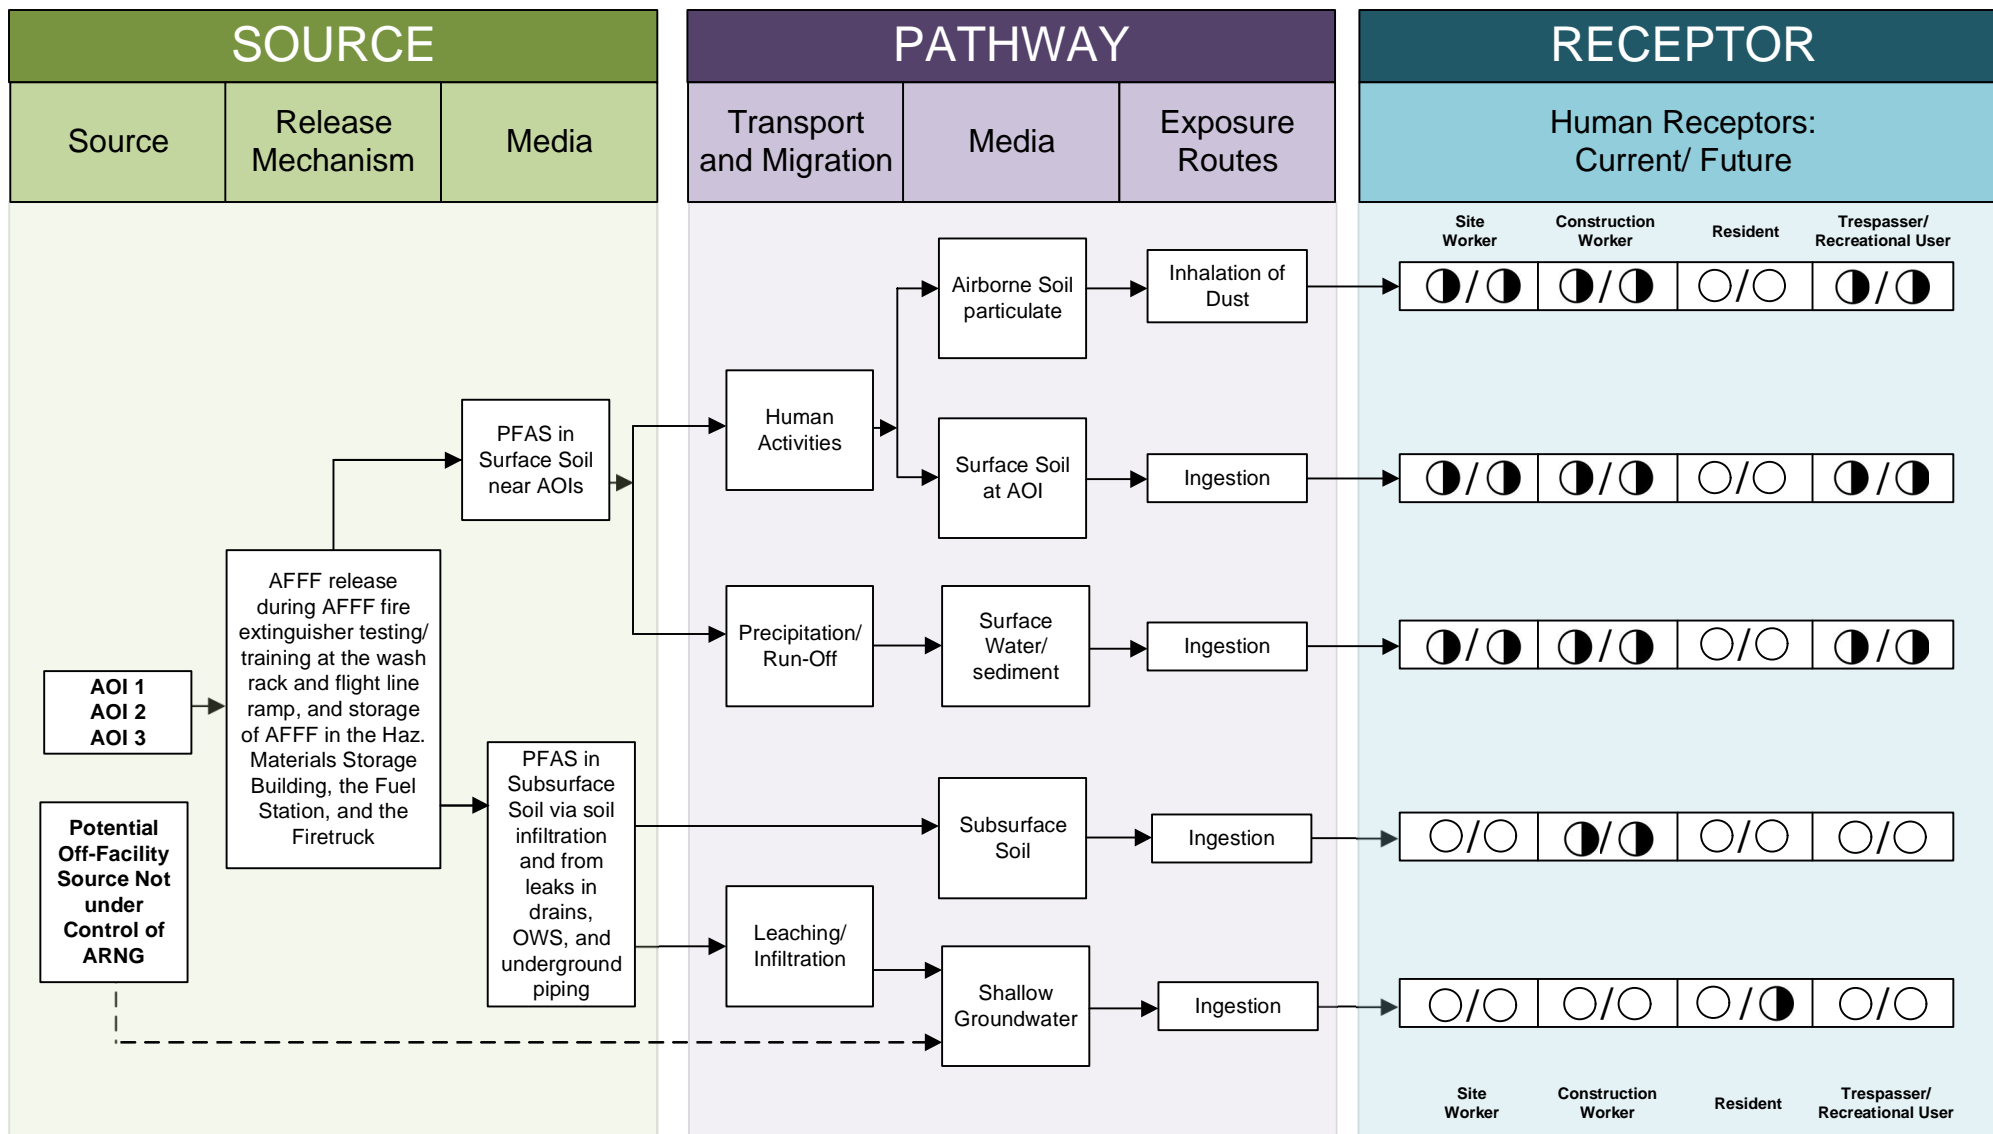 SOURCE
PATHWAY
RECEPTOR
Source
Release
Mechanism
Media
Transport
and Migration
Media
Exposure
Routes
Human Receptors:
Current/ Future
Site
Worker
Construction
Worker
Resident
Trespasser/
Recreational User
Airborne Soil
particulate
Inhalation of
Dust
/
/
/
/
PFAS in
Surface Soil
near AOIs
Human
Activities
Surface Soil
at AOI
Ingestion
/
/
/
/
AFFF release
during AFFF fire
extinguisher testing/
training at the wash
rack and flight line
ramp, and storage
of AFFF in the Haz.
Materials Storage
Building, the Fuel
Station, and the
Firetruck
Precipitation/
Run-Off
Surface
Water/
sediment
Ingestion
/
/
/
/
AOI 1
AOI 2
AOI 3
PFAS in
Subsurface
Soil via soil
infiltration
and from
leaks in
drains,
OWS, and
underground
piping
Subsurface
Soil
Ingestion
/
/
/
/
Potential
Off-Facility
Source Not
under
Control of
ARNG
Leaching/
Infiltration
Shallow
Groundwater
Ingestion
/
/
/
/
Site
Worker
Construction
Worker
Resident
Trespasser/
Recreational User